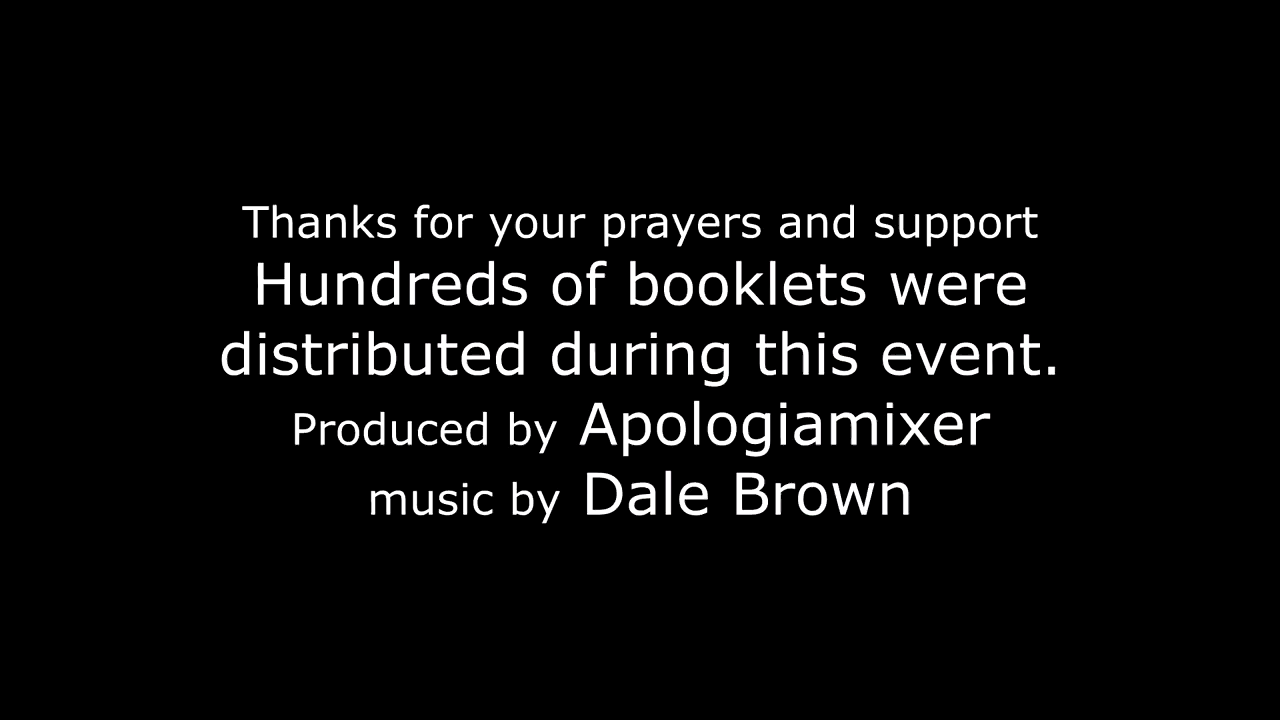 Thanks for your prayers and support
Hundreds of booklets were
distributed during this event.
Produced by Apologiamixer
music by Dale Brown